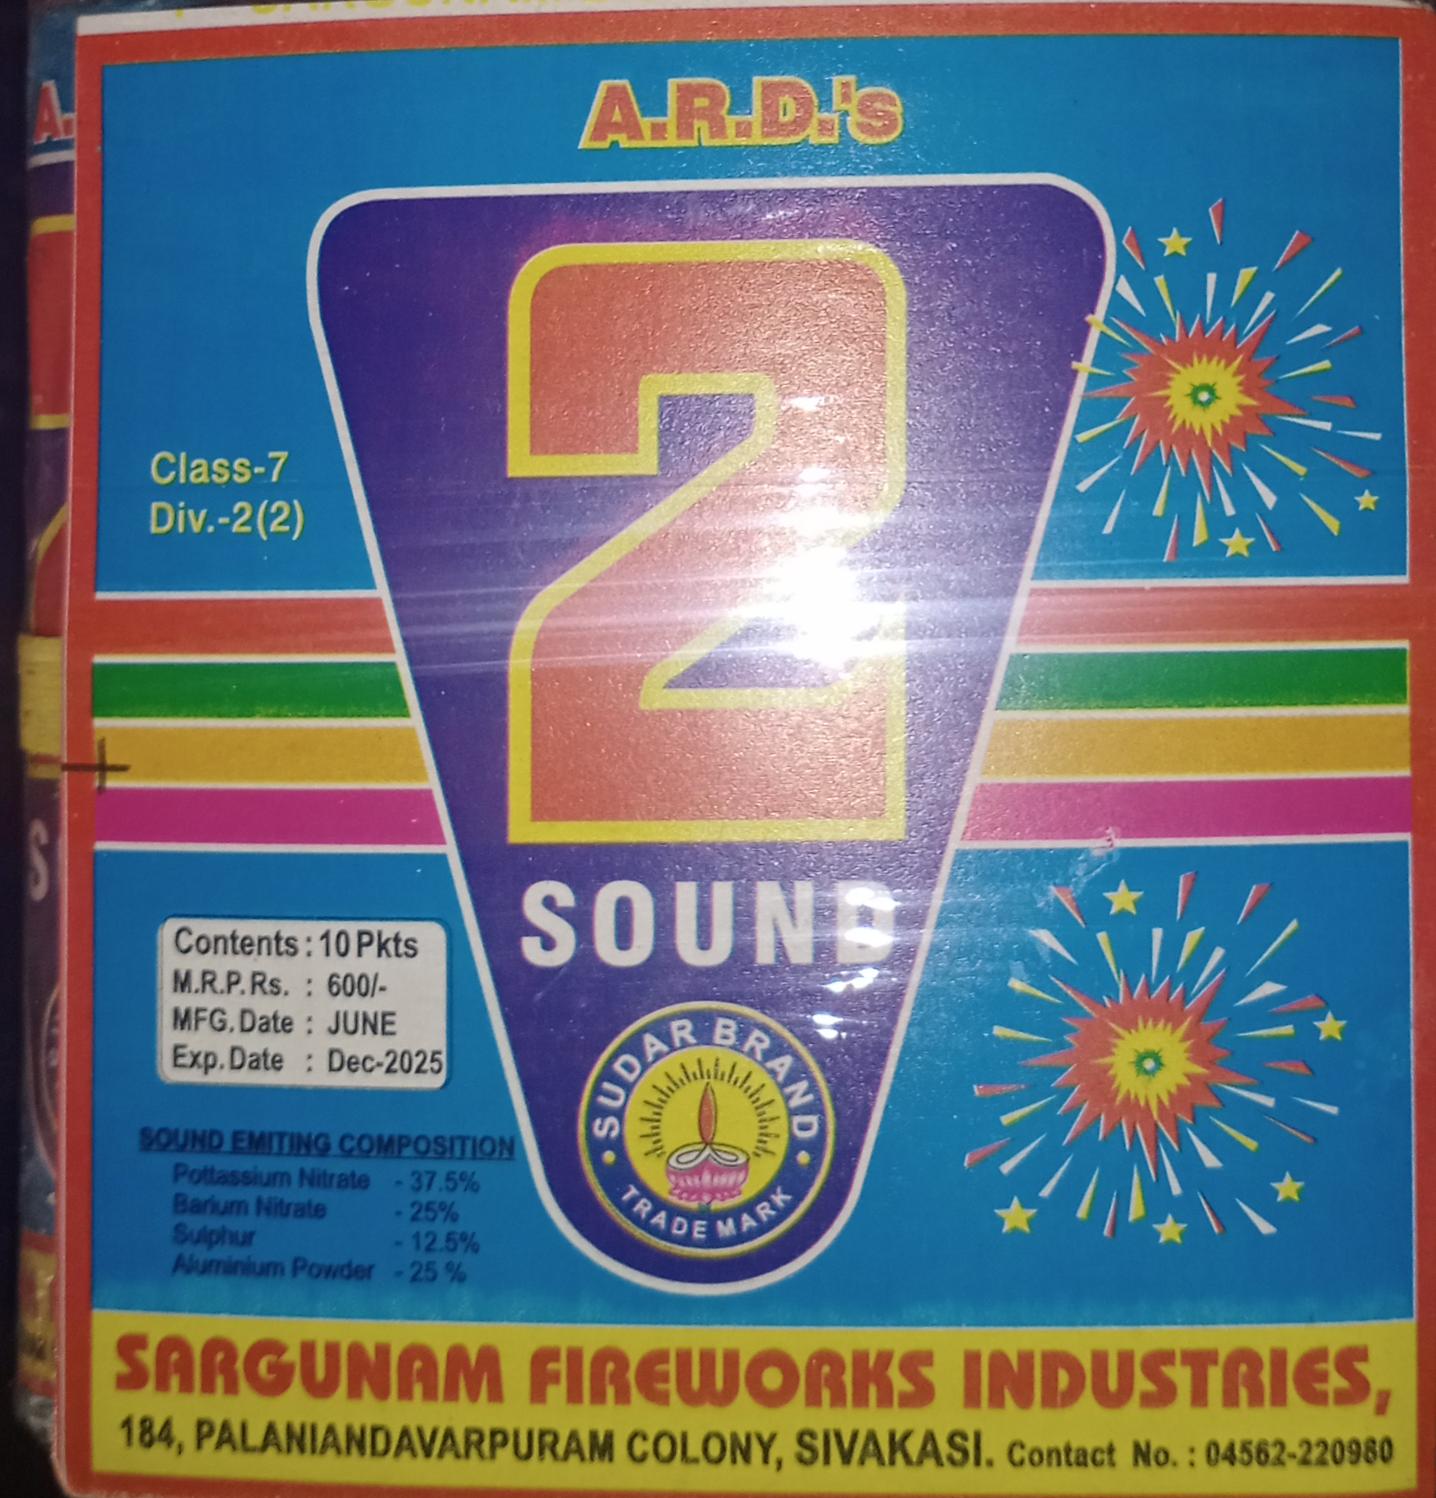 A.R.D.'s
2
SOUND
Class-7
Div.-2(2)
Contents : 10 Pkts
M.R.P.Rs. : 600/-
MFG.Date : JUNE
Exp.Date : Dec-2025
SOUND EMITING COMPOSITION
Pottassium Nitrate - 37.5%
Barium Nitrate - 25%
Sulphur - 12.5%
Aluminium Powder - 25 %
SUDAR BRAND
TRADE MARK
SARGUNAM FIREWORKS INDUSTRIES,
184, PALANIANDAVARPURAM COLONY, SIVAKASI. Contact No. : 04562-220980
A.
S